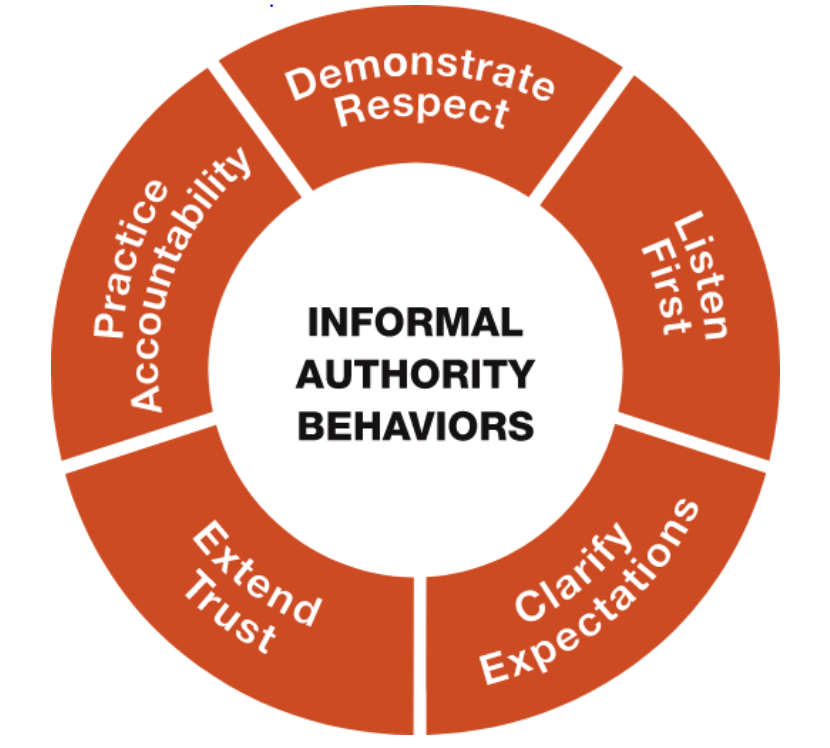 Demonstrate
Respect
Listen
First
Clarify
Expectations
Extend
Trust
Practice
Accountability
INFORMAL
AUTHORITY
BEHAVIORS